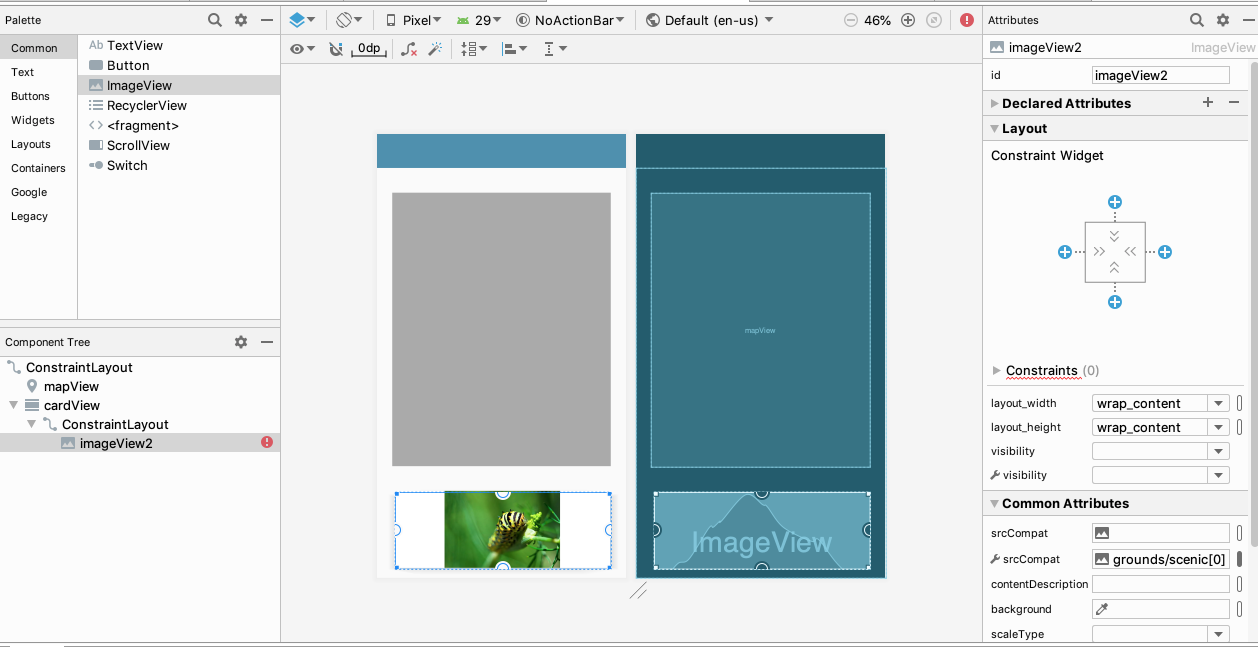 Palette
Pixel
29
NoActionBar
Default (en-us)
46%
Attributes
0dp
Common
Text
Buttons
Widgets
Layouts
Containers
Google
Legacy
Ab TextView
Button
ImageView
RecyclerView
<fragment>
ScrollView
Switch
Component Tree
ConstraintLayout
mapView
cardView
ConstraintLayout
imageView2
mapView
ImageView
imageView2
ImageView
id
imageView2
Declared Attributes
Layout
Constraint Widget
Constraints (0)
layout_width
wrap_content
layout_height
wrap_content
visibility
visibility
Common Attributes
srcCompat
srcCompat
grounds/scenic[0]
contentDescription
background
scaleType